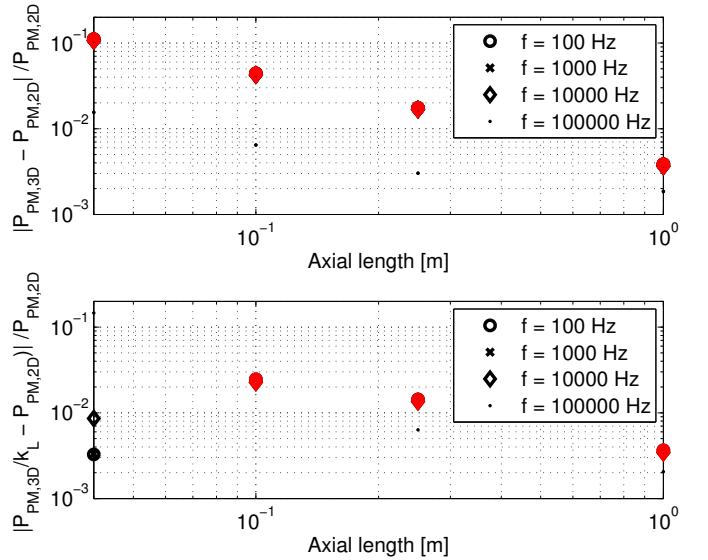 |P_PM,3D − P_PM,2D| /P_PM,2D
10^-1
10^-2
10^-3
f = 100 Hz
f = 1000 Hz
f = 10000 Hz
f = 100000 Hz
10^-1
10^0
Axial length [m]
|P_PM,3D/k_L − P_PM,2D)| /P_PM,2D
10^-1
10^-2
10^-3
f = 100 Hz
f = 1000 Hz
f = 10000 Hz
f = 100000 Hz
10^-1
10^0
Axial length [m]